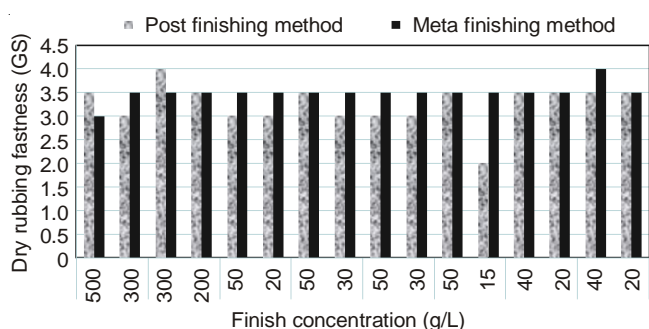 Post finishing method Meta finishing method
Dry rubbing fastness (GS)
4.5
4.0
3.5
3.0
2.5
2.0
1.5
1.0
0.5
0
500 300 300 200 50 20 50 30 50 30 50 15 40 20 40 20
Finish concentration (g/L)